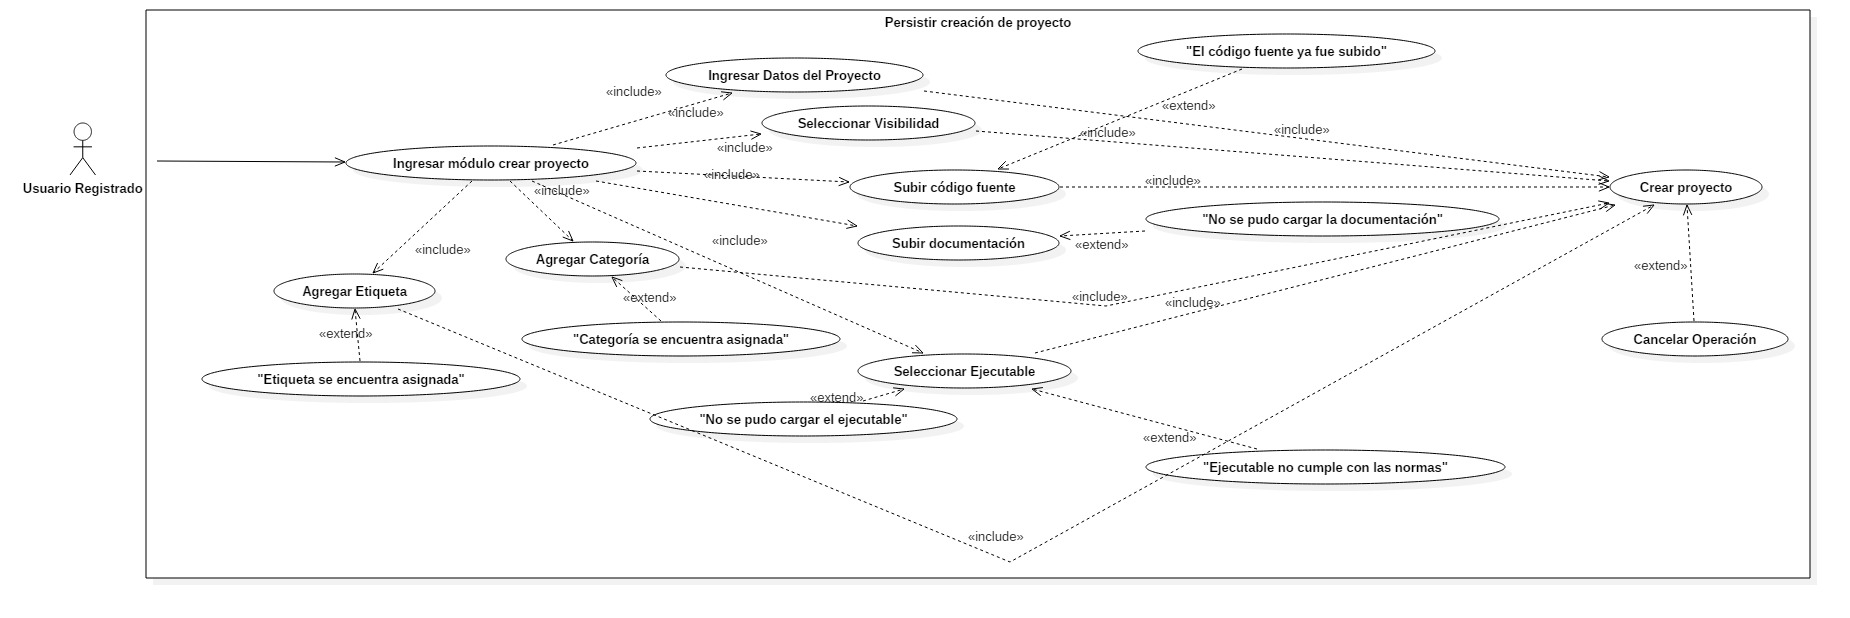 Persistir creación de proyecto
"El código fuente ya fue subido"
Ingresar Datos del Proyecto
«include»
«extend»
«include»
Seleccionar Visibilidad
«include»
«include»
«include»
Ingresar módulo crear proyecto
«include»
«include»
Subir código fuente
«include»
Crear proyecto
Usuario Registrado
"No se pudo cargar la documentación"
«include»
Subir documentación
«extend»
«include»
Agregar Categoría
«extend»
Agregar Etiqueta
«extend»
«include»
«include»
«extend»
"Categoría se encuentra asignada"
Cancelar Operación
Seleccionar Ejecutable
"Etiqueta se encuentra asignada"
«extend»
"No se pudo cargar el ejecutable"
«extend»
"Ejecutable no cumple con las normas"
«include»